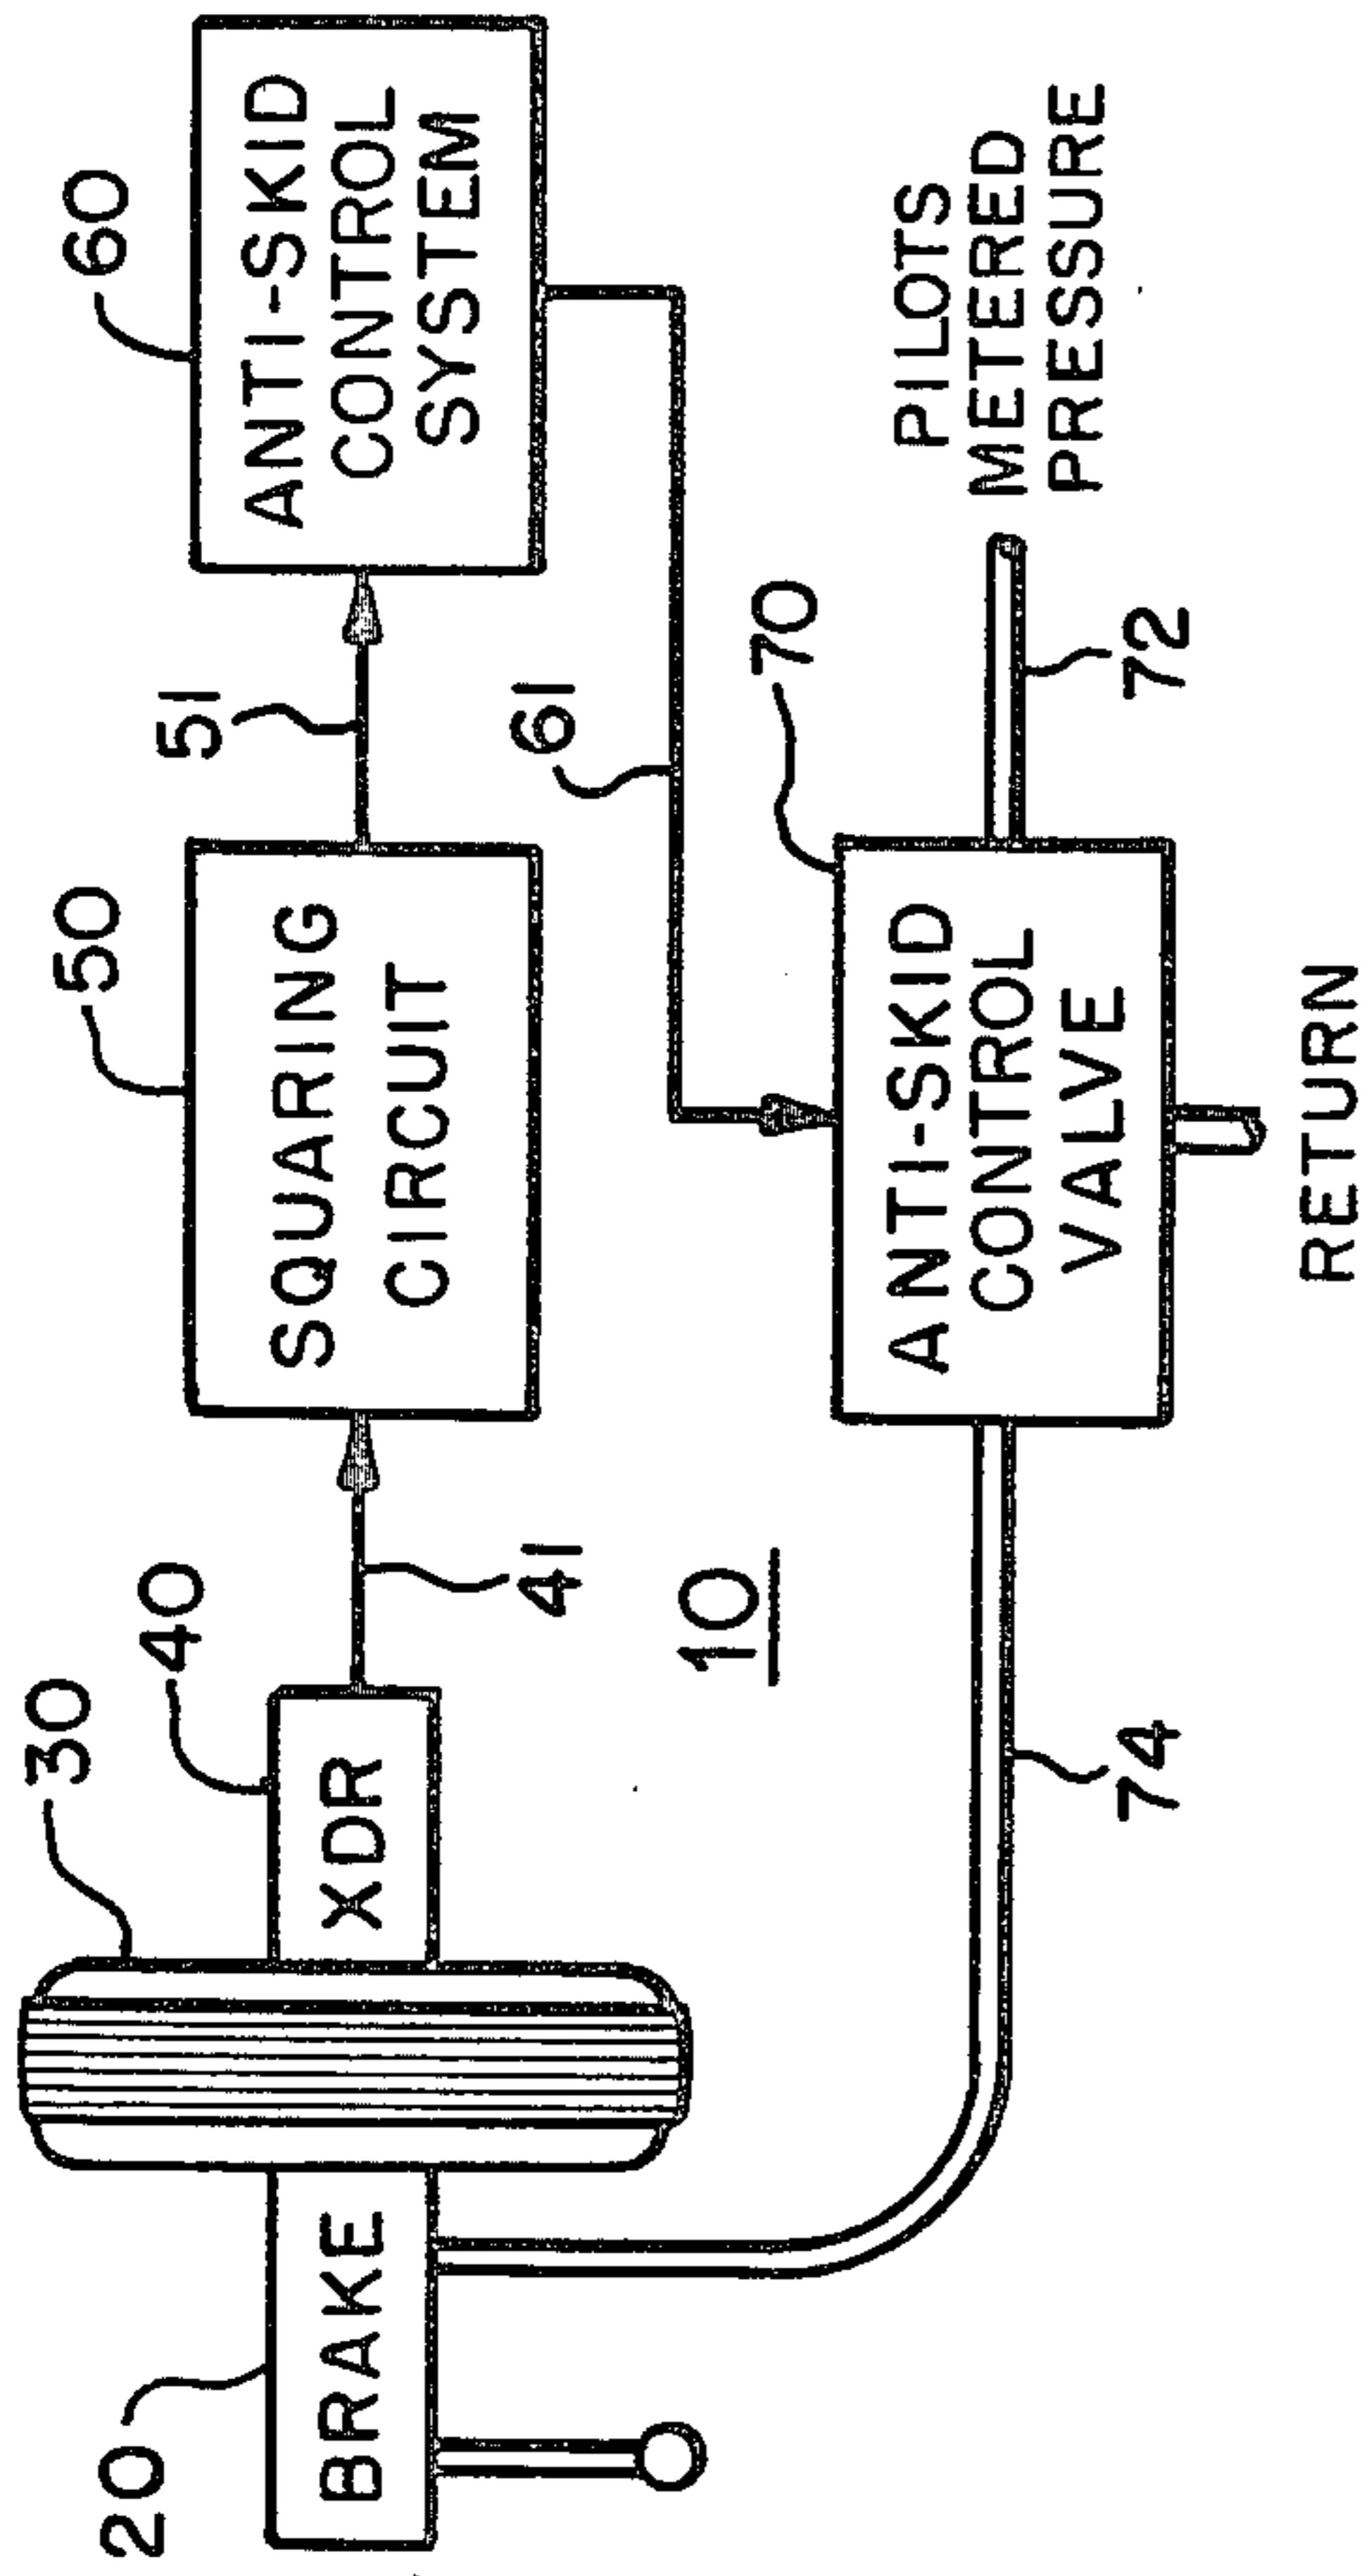 30
40
50
60
20
BRAKE
XDR
41
SQUARING
CIRCUIT
51
ANTI-SKID
CONTROL
SYSTEM
61
10
70
ANTI-SKID
CONTROL
VALVE
PILOTS
METERED
PRESSURE
72
74
RETURN